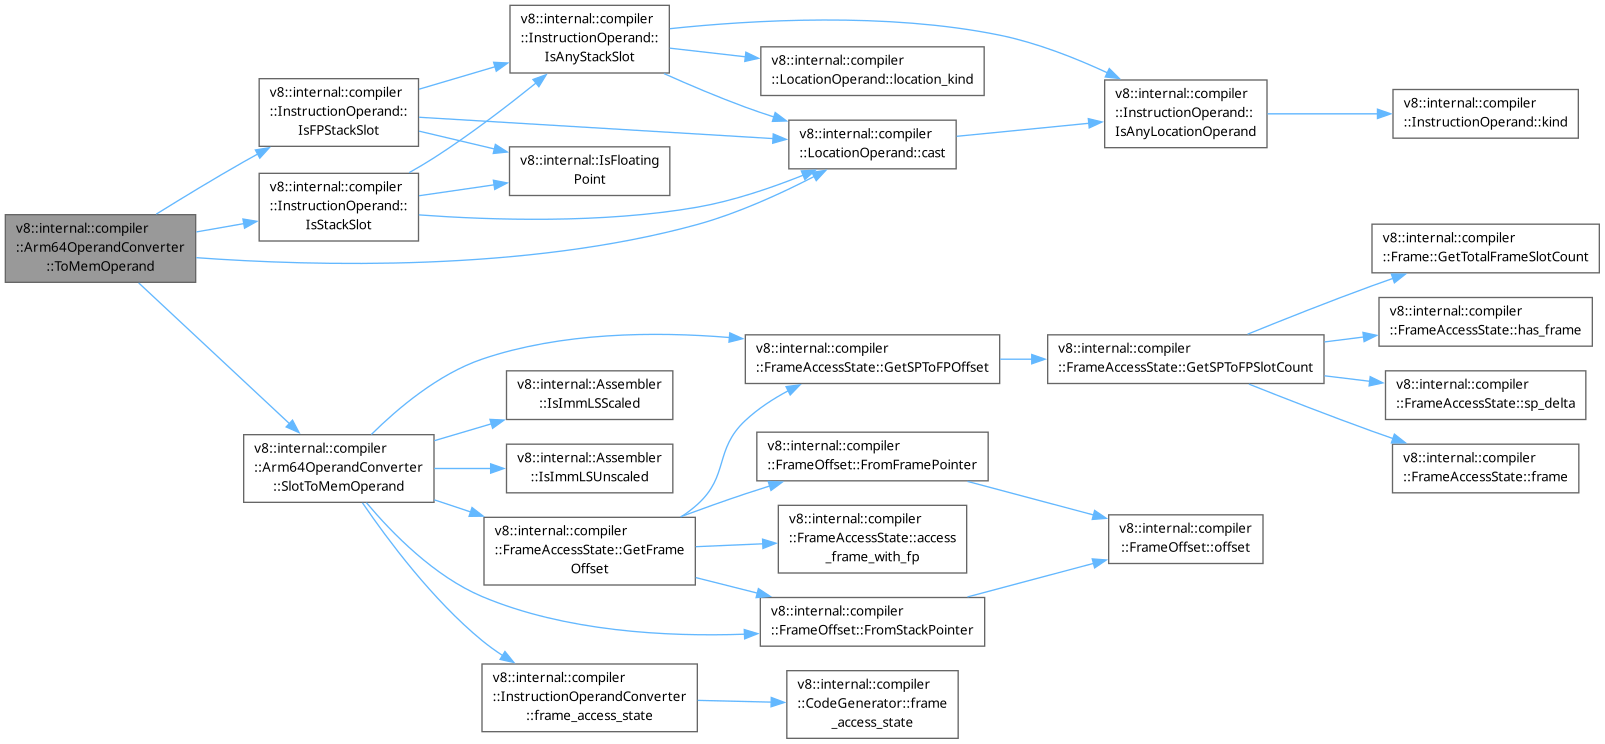 v8::internal::compiler
::Arm64OperandConverter
::ToMemOperand
v8::internal::compiler
::InstructionOperand::
IsFPStackSlot
v8::internal::compiler
::InstructionOperand::
IsStackSlot
v8::internal::compiler
::InstructionOperand::
IsAnyStackSlot
v8::internal::IsFloating
Point
v8::internal::compiler
::LocationOperand::location_kind
v8::internal::compiler
::LocationOperand::cast
v8::internal::compiler
::InstructionOperand::
IsAnyLocationOperand
v8::internal::compiler
::InstructionOperand::kind
v8::internal::compiler
::Arm64OperandConverter
::SlotToMemOperand
v8::internal::Assembler
::IsImmLSScaled
v8::internal::Assembler
::IsImmLSUnscaled
v8::internal::compiler
::FrameAccessState::GetFrame
Offset
v8::internal::compiler
::InstructionOperandConverter
::frame_access_state
v8::internal::compiler
::FrameAccessState::GetSPToFPOffset
v8::internal::compiler
::FrameOffset::FromFramePointer
v8::internal::compiler
::FrameAccessState::access
_frame_with_fp
v8::internal::compiler
::FrameOffset::FromStackPointer
v8::internal::compiler
::CodeGenerator::frame
_access_state
v8::internal::compiler
::FrameAccessState::GetSPToFPSlotCount
v8::internal::compiler
::FrameOffset::offset
v8::internal::compiler
::Frame::GetTotalFrameSlotCount
v8::internal::compiler
::FrameAccessState::has_frame
v8::internal::compiler
::FrameAccessState::sp_delta
v8::internal::compiler
::FrameAccessState::frame